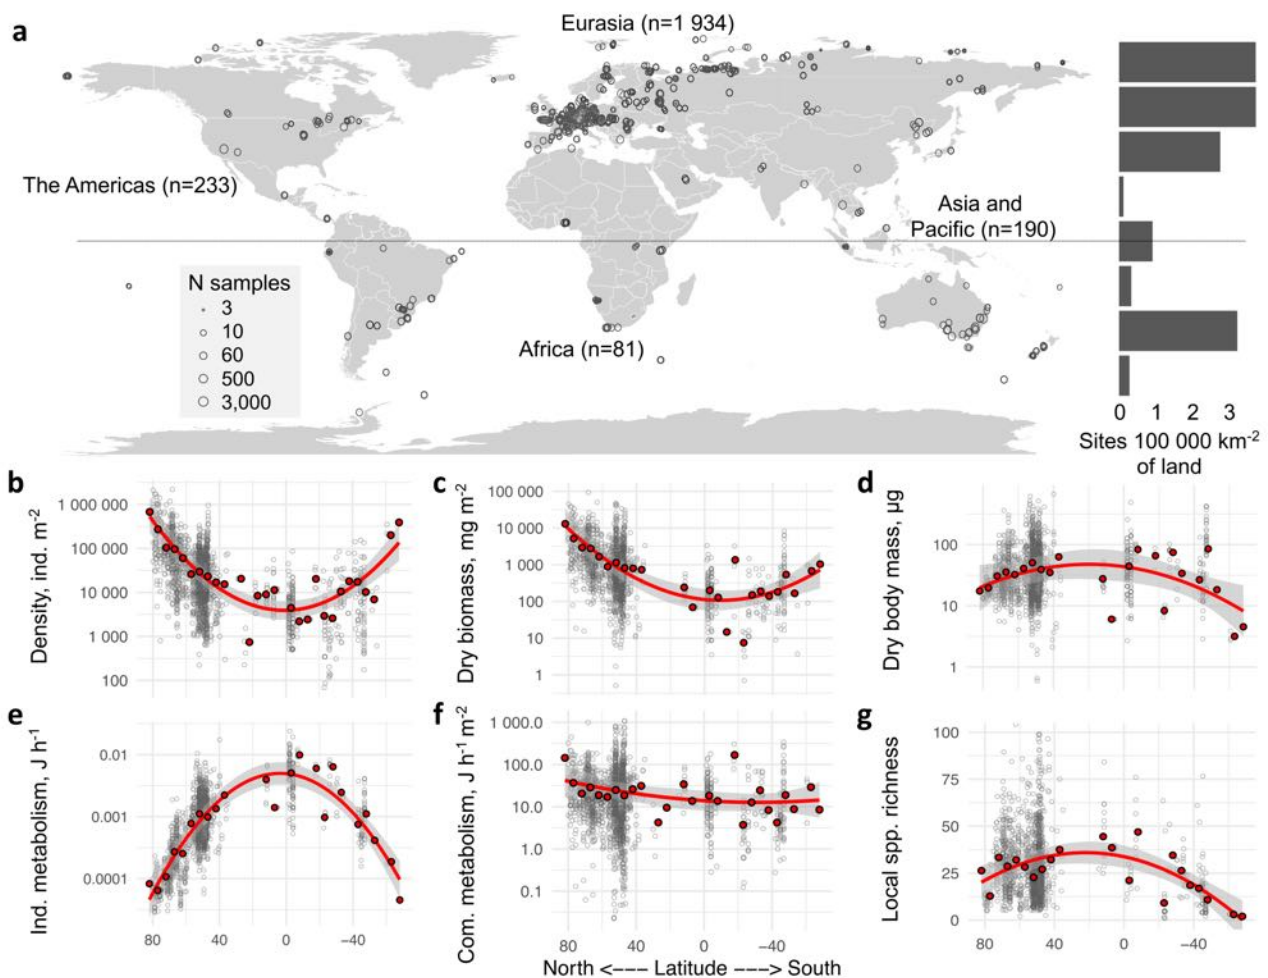 a
Eurasia (n=1 934)
The Americas (n=233)
Asia and
Pacific (n=190)
Africa (n=81)
N samples
3
10
60
500
3,000
0 1 2 3
Sites 100 000 km-2
of land
b
Density, ind. m-2
1 000 000
100 000
10 000
1 000
100
c
Dry biomass, mg m-2
100 000
10 000
1 000
100
10
1
d
Dry body mass, µg
100
10
1
e
Ind. metabolism, J h-1
0.01
0.001
0.0001
80 40 0 −40
f
Com. metabolism, J h-1 m-2
1 000.0
100.0
10.0
1.0
0.1
80 40 0 −40
North <−−− Latitude −−−> South
g
Local spp. richness
100
75
50
25
0
80 40 0 −40